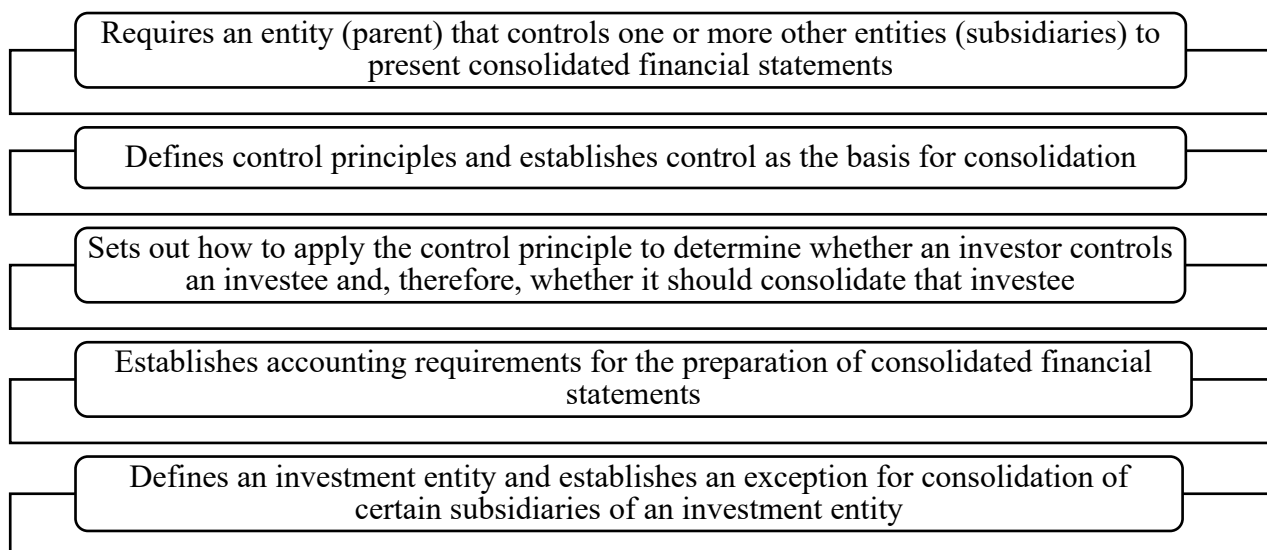 Requires an entity (parent) that controls one or more other entities (subsidiaries) to
present consolidated financial statements
Defines control principles and establishes control as the basis for consolidation
Sets out how to apply the control principle to determine whether an investor controls
an investee and, therefore, whether it should consolidate that investee
Establishes accounting requirements for the preparation of consolidated financial
statements
Defines an investment entity and establishes an exception for consolidation of
certain subsidiaries of an investment entity